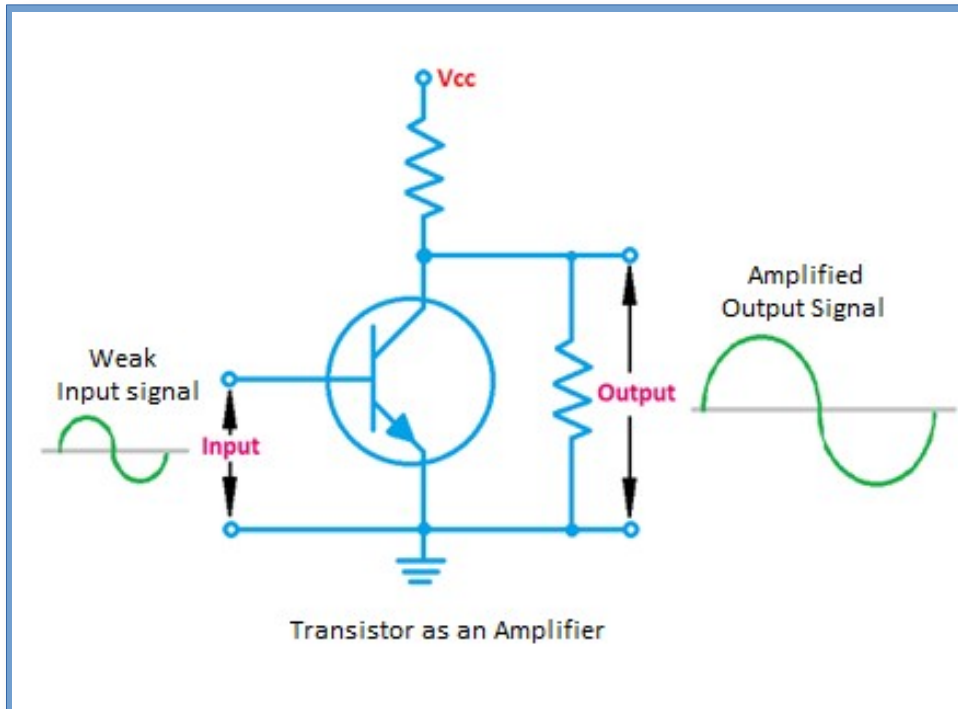 Vcc
Amplified
Output Signal
Weak
Input signal
Output
Input
Transistor as an Amplifier